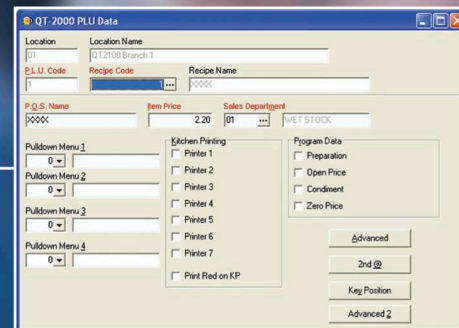 QT-2000 PLU Data
Location Location Name
01 QT2100 Branch 1
P.L.U. Code Recipe Code Recipe Name
1 1 ... XXXX
P.O.S. Name Item Price Sales Department
XXXX 2.20 01 ... WET STOCK
Pulldown Menu 1
0
Pulldown Menu 2
0
Pulldown Menu 3
0
Pulldown Menu 4
0
Kitchen Printing
Printer 1
Printer 2
Printer 3
Printer 4
Printer 5
Printer 6
Printer 7
Print Red on KP
Program Data
Preparation
Open Price
Condiment
Zero Price
Advanced
2nd @
Key Position
Advanced 2